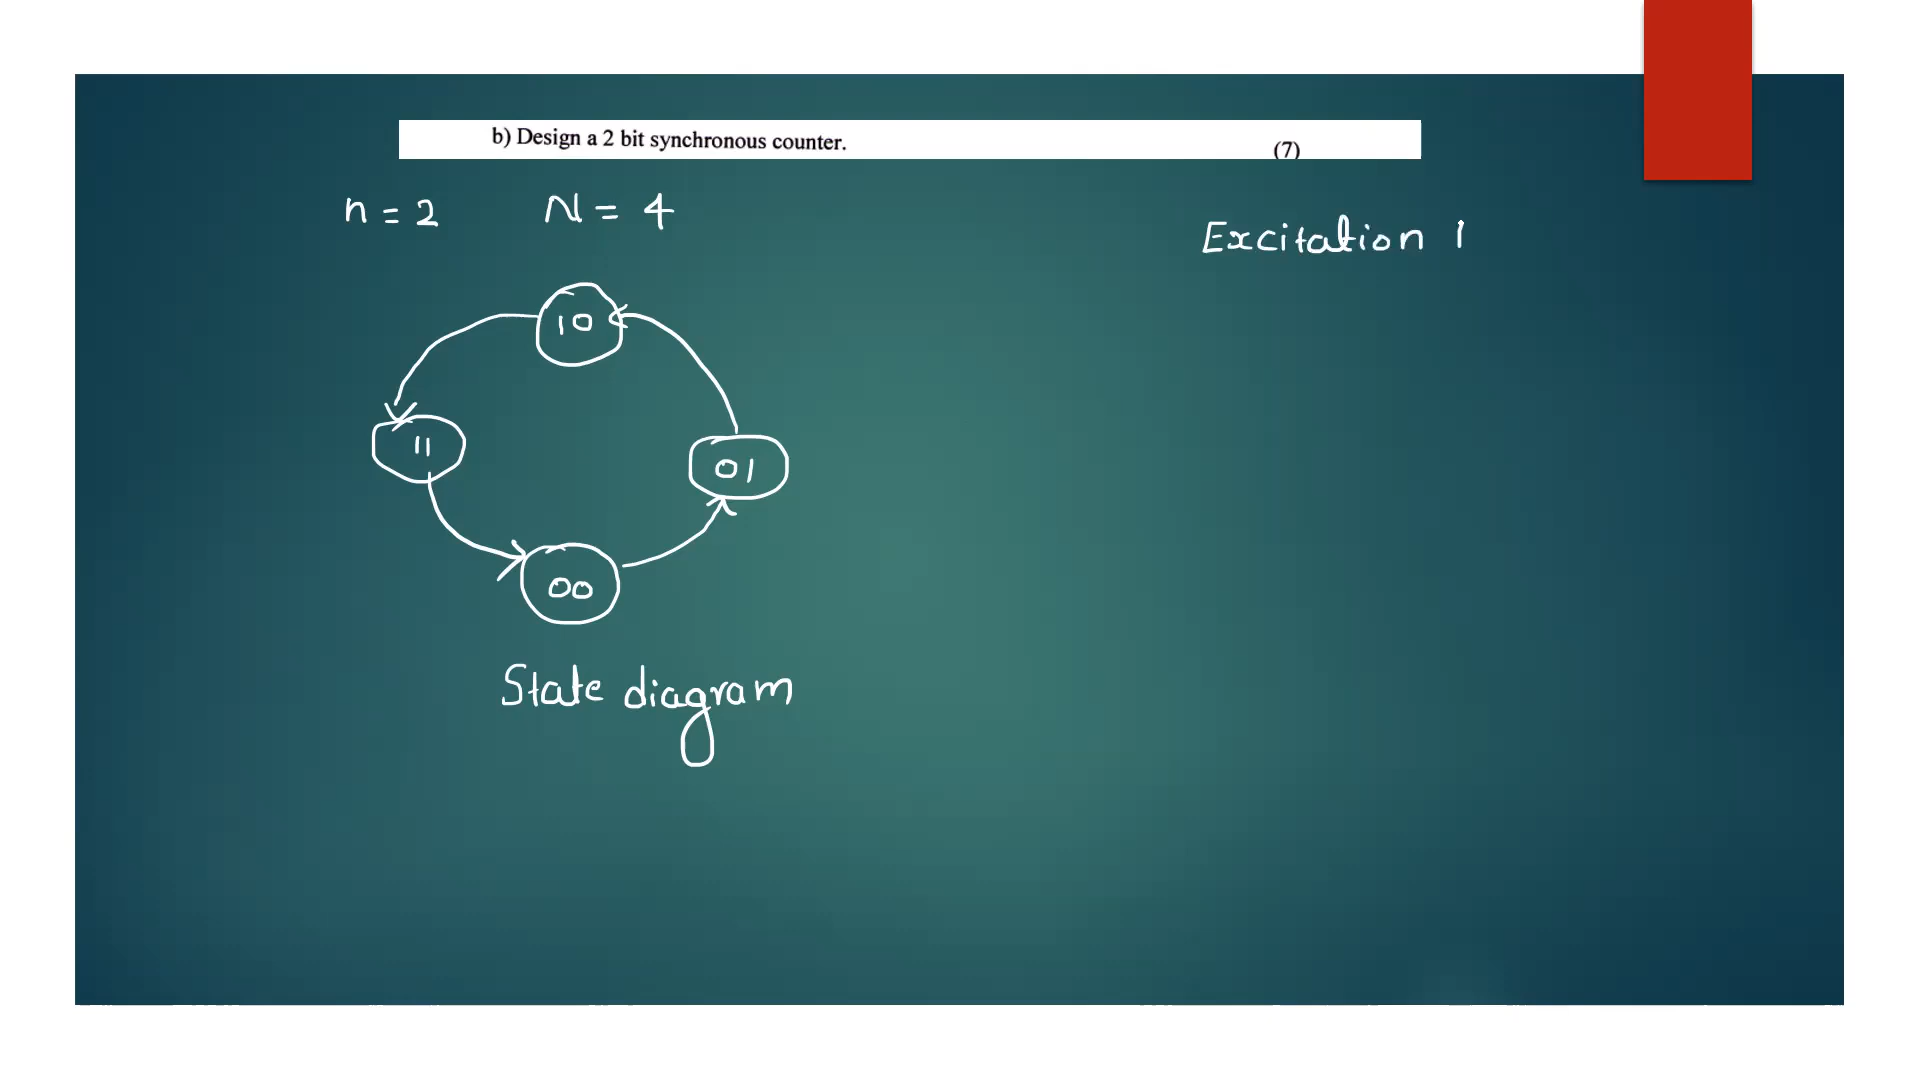 b) Design a 2 bit synchronous counter. (7)
n = 2 N = 4
Excitation
10
11
01
00
State diagram